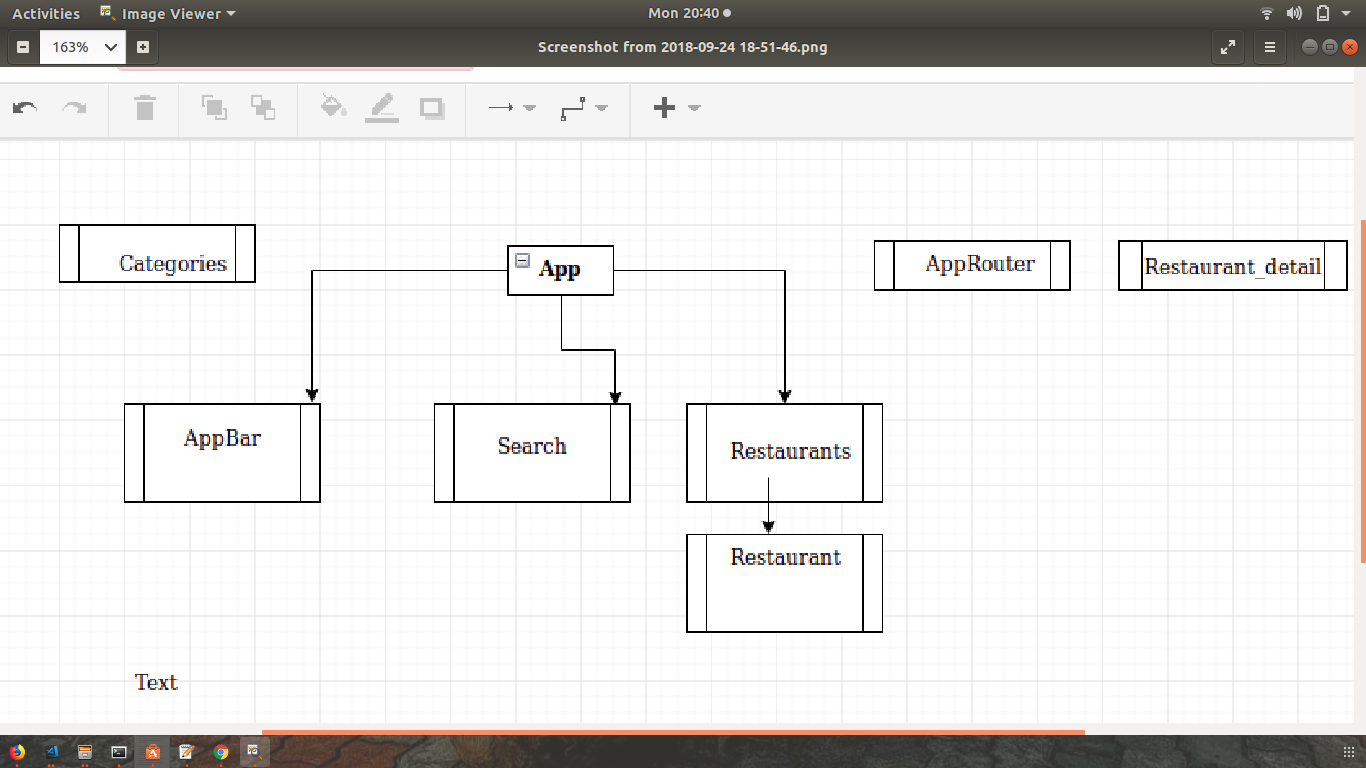 Activities Image Viewer Mon 20:40
163% Screenshot from 2018-09-24 18-51-46.png
Categories
App
AppRouter
Restaurant_detail
AppBar
Search
Restaurants
Restaurant
Text